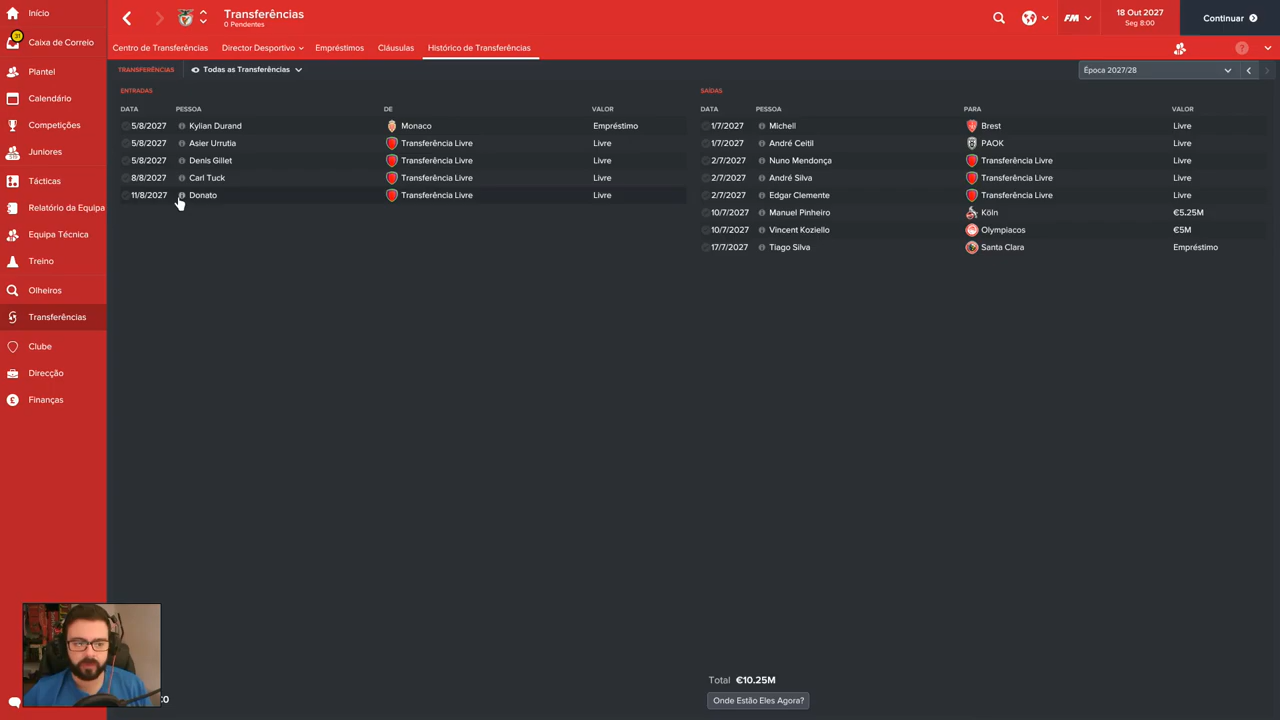 Início
31
Caixa de Correio
Plantel
Calendário
Competições
Juniores
Tácticas
Relatório da Equipa
Equipa Técnica
Treino
Olheiros
Transferências
Clube
Direcção
Finanças
Transferências
0 Pendentes
FM
18 Out 2027
Seg 8:00
Continuar
Centro de Transferências
Director Desportivo
Empréstimos
Cláusulas
Histórico de Transferências
?
TRANSFERÊNCIAS
Todas as Transferências
Época 2027/28
ENTRADAS
DATA PESSOA DE VALOR
5/8/2027 Kylian Durand Monaco Empréstimo
5/8/2027 Asier Urrutia Transferência Livre Livre
5/8/2027 Denis Gillet Transferência Livre Livre
8/8/2027 Carl Tuck Transferência Livre Livre
11/8/2027 Donato Transferência Livre Livre
SAÍDAS
DATA PESSOA PARA VALOR
1/7/2027 Micheli Brest Livre
1/7/2027 André Ceitil PAOK Livre
2/7/2027 Nuno Mendonça Transferência Livre Livre
2/7/2027 André Silva Transferência Livre Livre
2/7/2027 Edgar Clemente Transferência Livre Livre
10/7/2027 Manuel Pinheiro Köln €5.25M
10/7/2027 Vincent Koziello Olympiacos €5M
17/7/2027 Tiago Silva Santa Clara Empréstimo
Total €10.25M
Onde Estão Eles Agora?